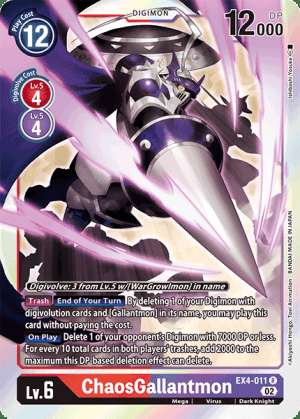 DIGIMON
Play Cost
12
DP
12000
Digivolve Cost
Lv.5
4
Lv.5
4
Digivolve: 3 from Lv.5 w/[WarGrowlmon] in name
Trash End of Your Turn By deleting 1 of your Digimon with
digivolution cards and [Gallantmon] in its name, you may play this
card without paying the cost.
On Play Delete 1 of your opponent's Digimon with 7000 DP or less.
For every 10 total cards in both players' trashes, add 2000 to the
maximum this DP-based deletion effect can delete.
Lv.6
ChaosGallantmon
EX4-011 R
02
Mega Virus Dark Knight
©Akiyoshi Hongo, Toei Animation BANDAI MADE IN JAPAN